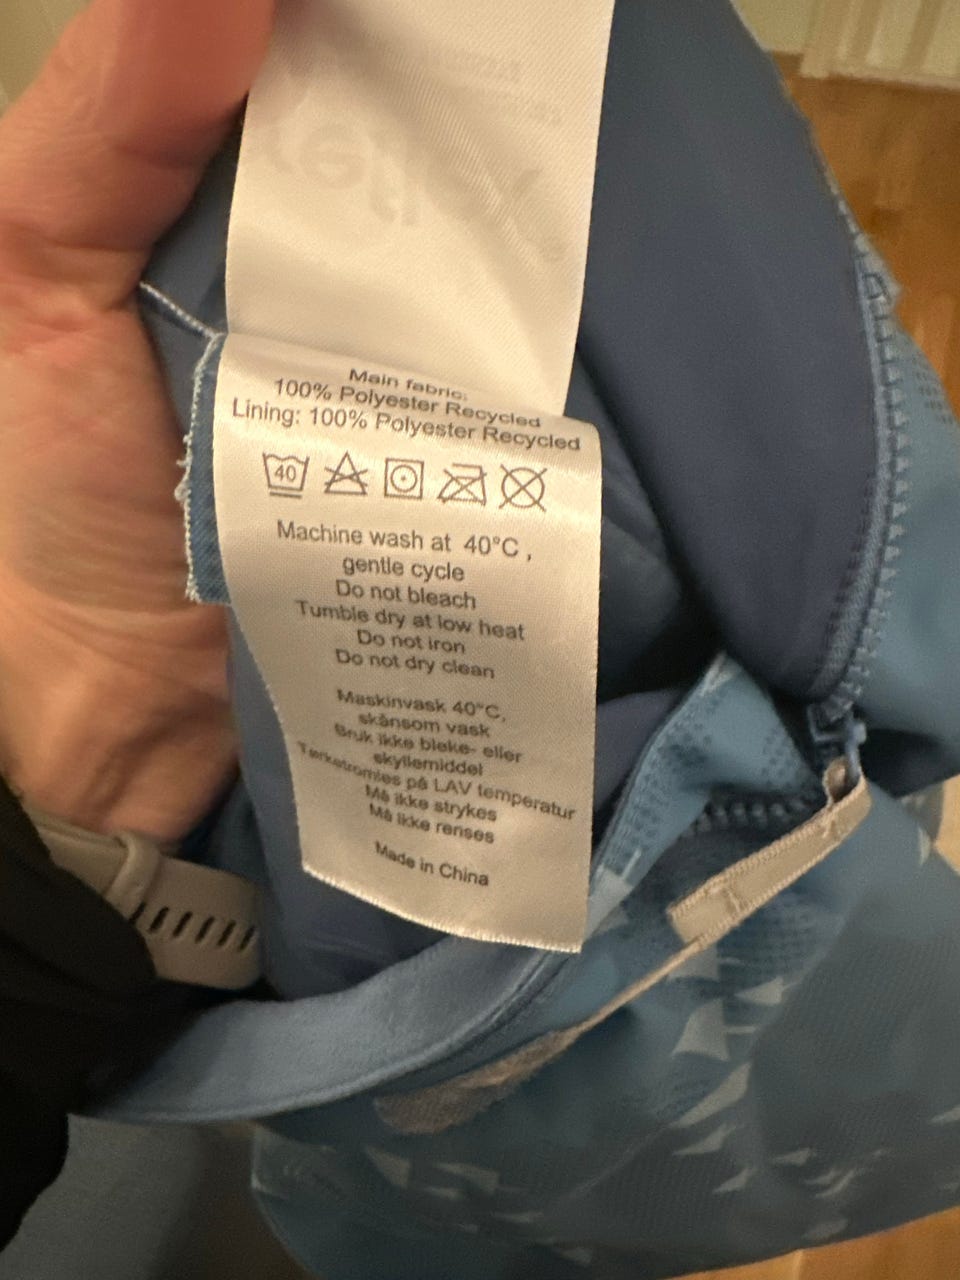 Main fabric:
100% Polyester Recycled
Lining: 100% Polyester Recycled
40
Machine wash at 40°C ,
gentle cycle
Do not bleach
Tumble dry at low heat
Do not iron
Do not dry clean
Maskinvask 40°C,
skånsom vask
Bruk ikke bleke- eller
skyllemiddel
Tørketromles på LAV temperatur
Må ikke strykes
Må ikke renses
Made in China